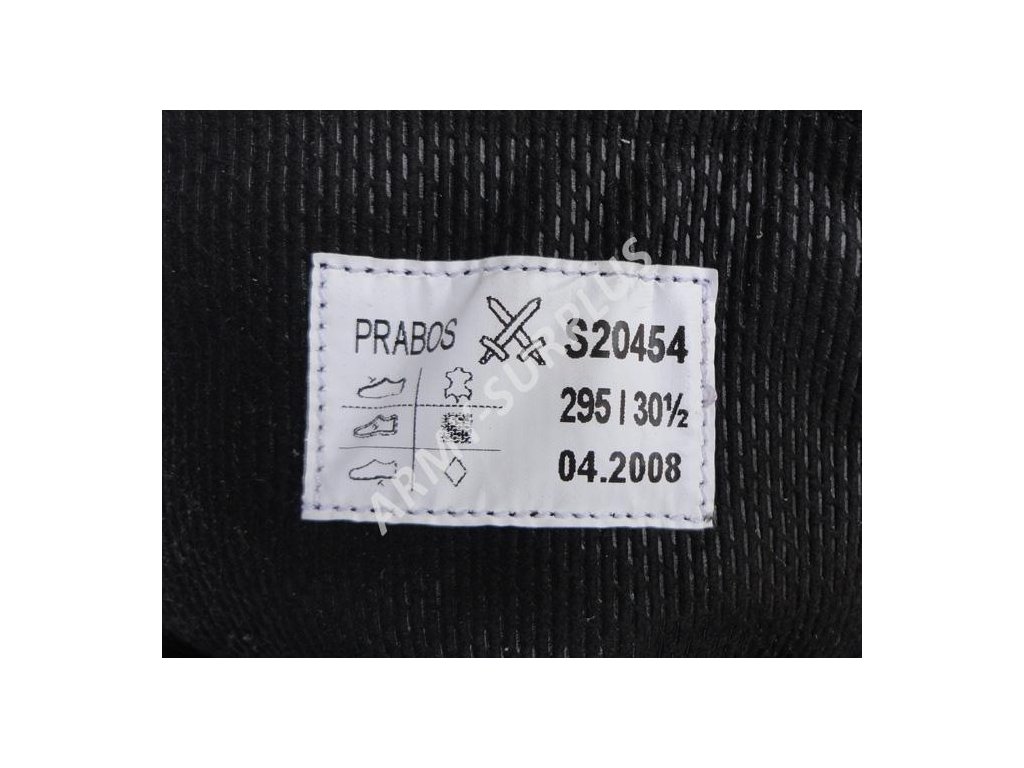 PRABOS
S20454
295 | 30½
04.2008
ARMY-SURPLUS